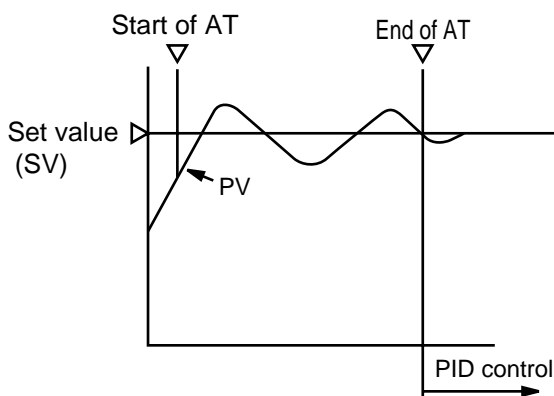 Start of AT
End of AT
Set value
(SV)
PV
PID control